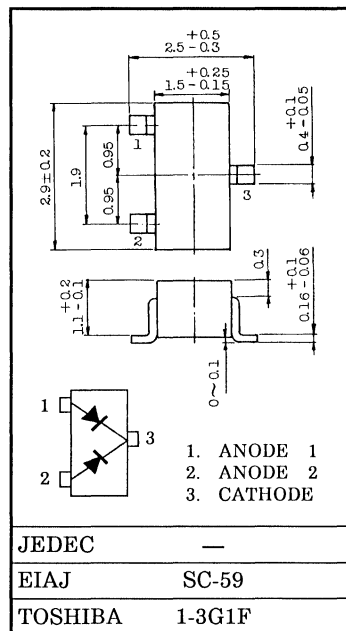 +0.5
2.5 - 0.3
+0.25
1.5 - 0.15
+0.1
0.4 - 0.05
2.9±0.2
1.9
0.95
0.95
1
2
3
+0.2
1.1 - 0.1
0.3
+0.1
0.16 - 0.06
0~0.1
1
2
3
1. ANODE 1
2. ANODE 2
3. CATHODE
JEDEC —
EIAJ SC-59
TOSHIBA 1-3G1F